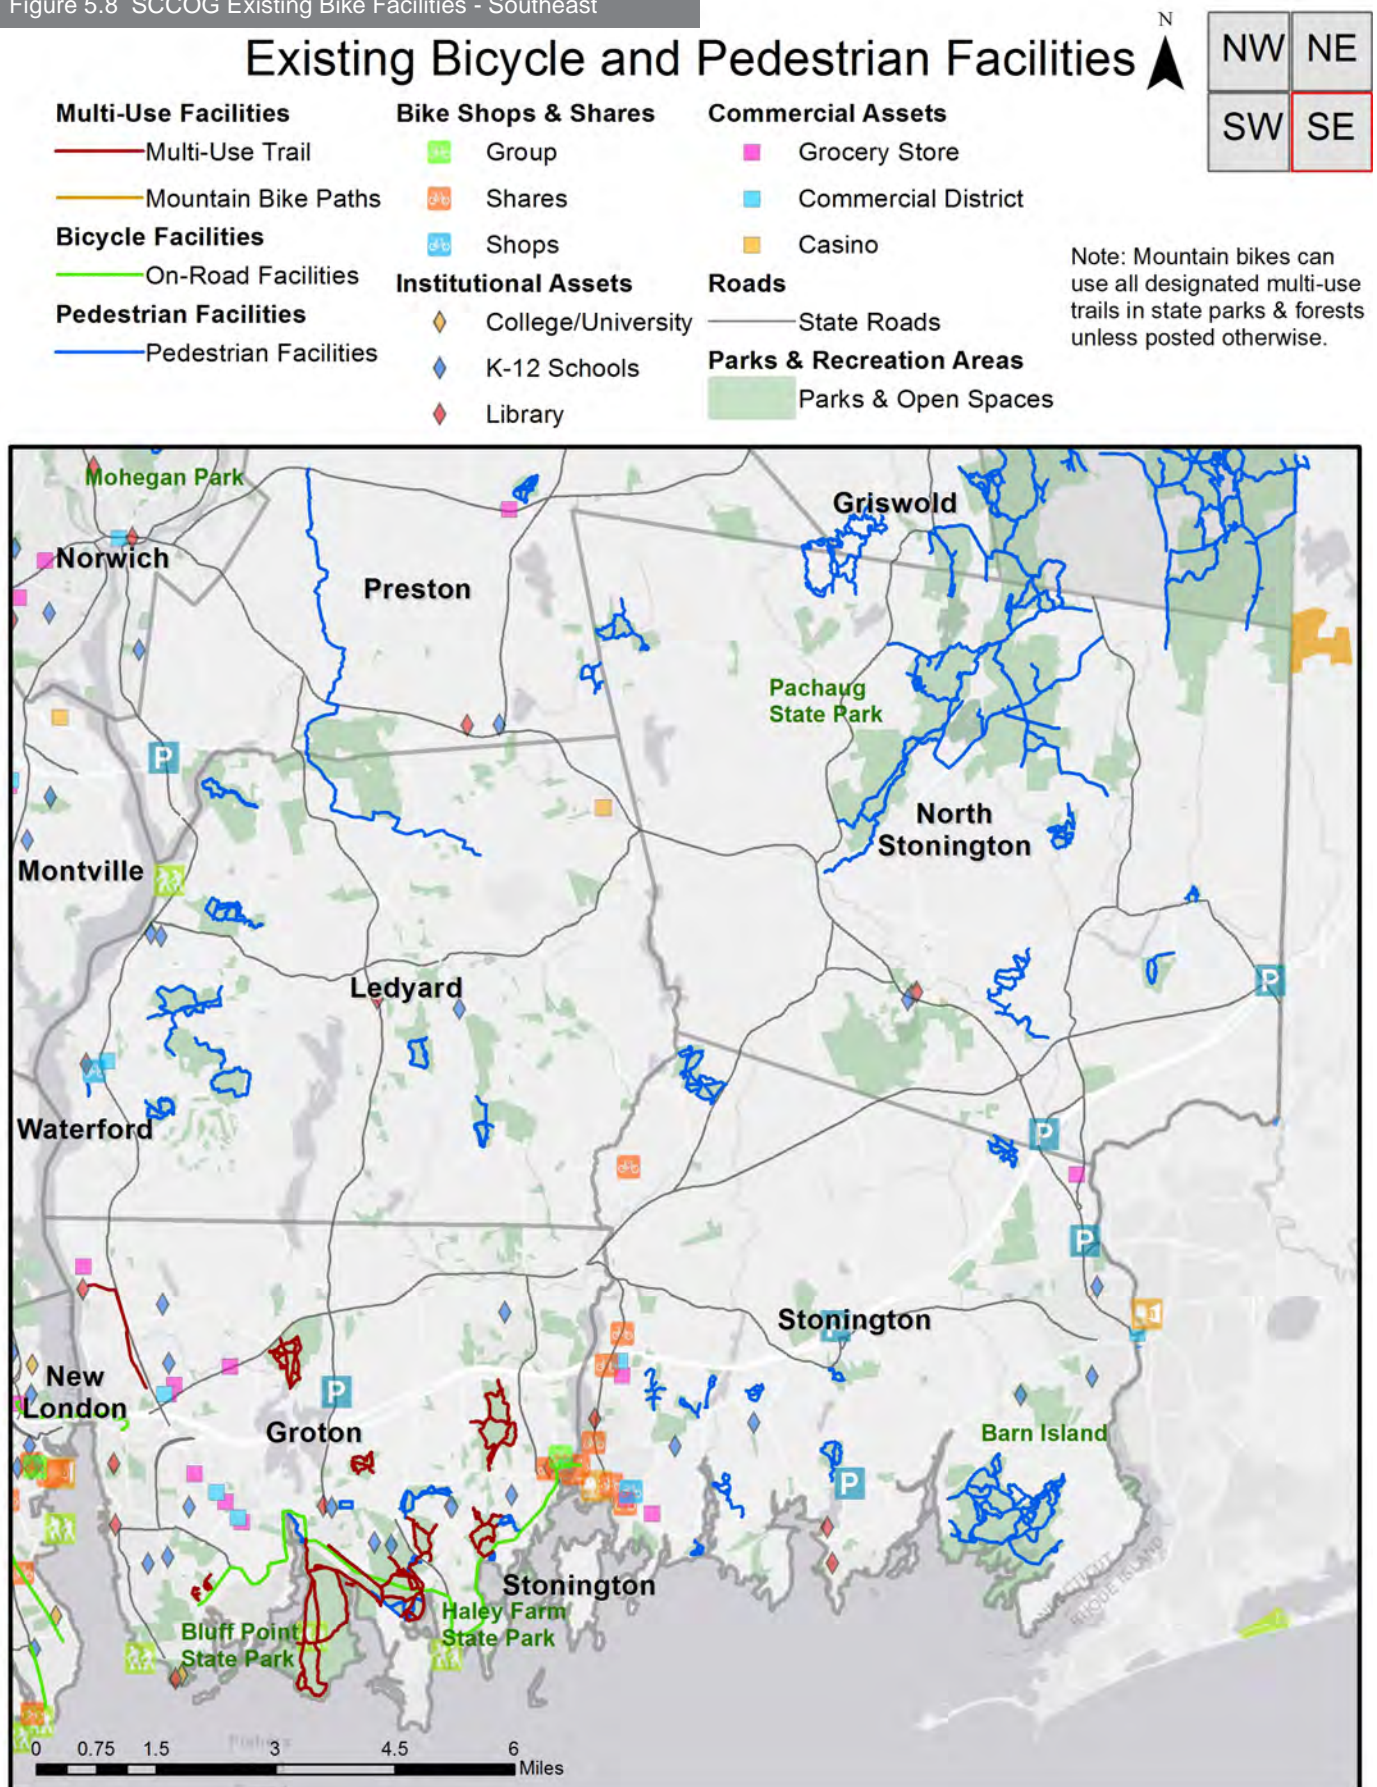 Figure 5.8 SCCOG Existing Bike Facilities - Southeast
Existing Bicycle and Pedestrian Facilities
N
NW NE
SW SE
Multi-Use Facilities
Multi-Use Trail
Mountain Bike Paths
Bicycle Facilities
On-Road Facilities
Pedestrian Facilities
Pedestrian Facilities
Bike Shops & Shares
Group
Shares
Shops
Institutional Assets
College/University
K-12 Schools
Library
Commercial Assets
Grocery Store
Commercial District
Casino
Roads
State Roads
Parks & Recreation Areas
Parks & Open Spaces
Note: Mountain bikes can
use all designated multi-use
trails in state parks & forests
unless posted otherwise.
Mohegan Park
Griswold
Norwich
Preston
Pachaug
State Park
P
North
Stonington
Montville
Ledyard
P
Waterford
P
P
Stonington
New
London
P
Groton
Barn Island
P
Stonington
Haley Farm
State Park
Bluff Point
State Park
RHODE ISLAND
0 0.75 1.5 3 4.5 6
Miles